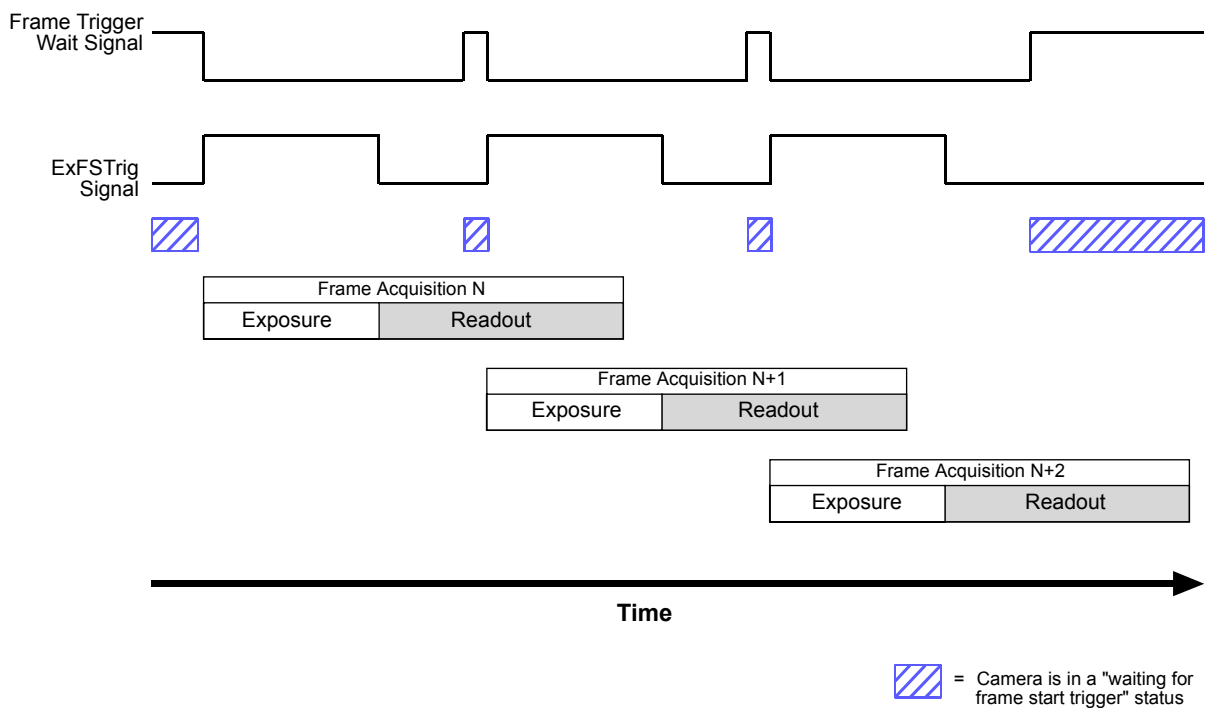 Frame Trigger
Wait Signal
ExFSTrig
Signal
Frame Acquisition N
Exposure
Readout
Frame Acquisition N+1
Exposure
Readout
Frame Acquisition N+2
Exposure
Readout
Time
= Camera is in a "waiting for
frame start trigger" status